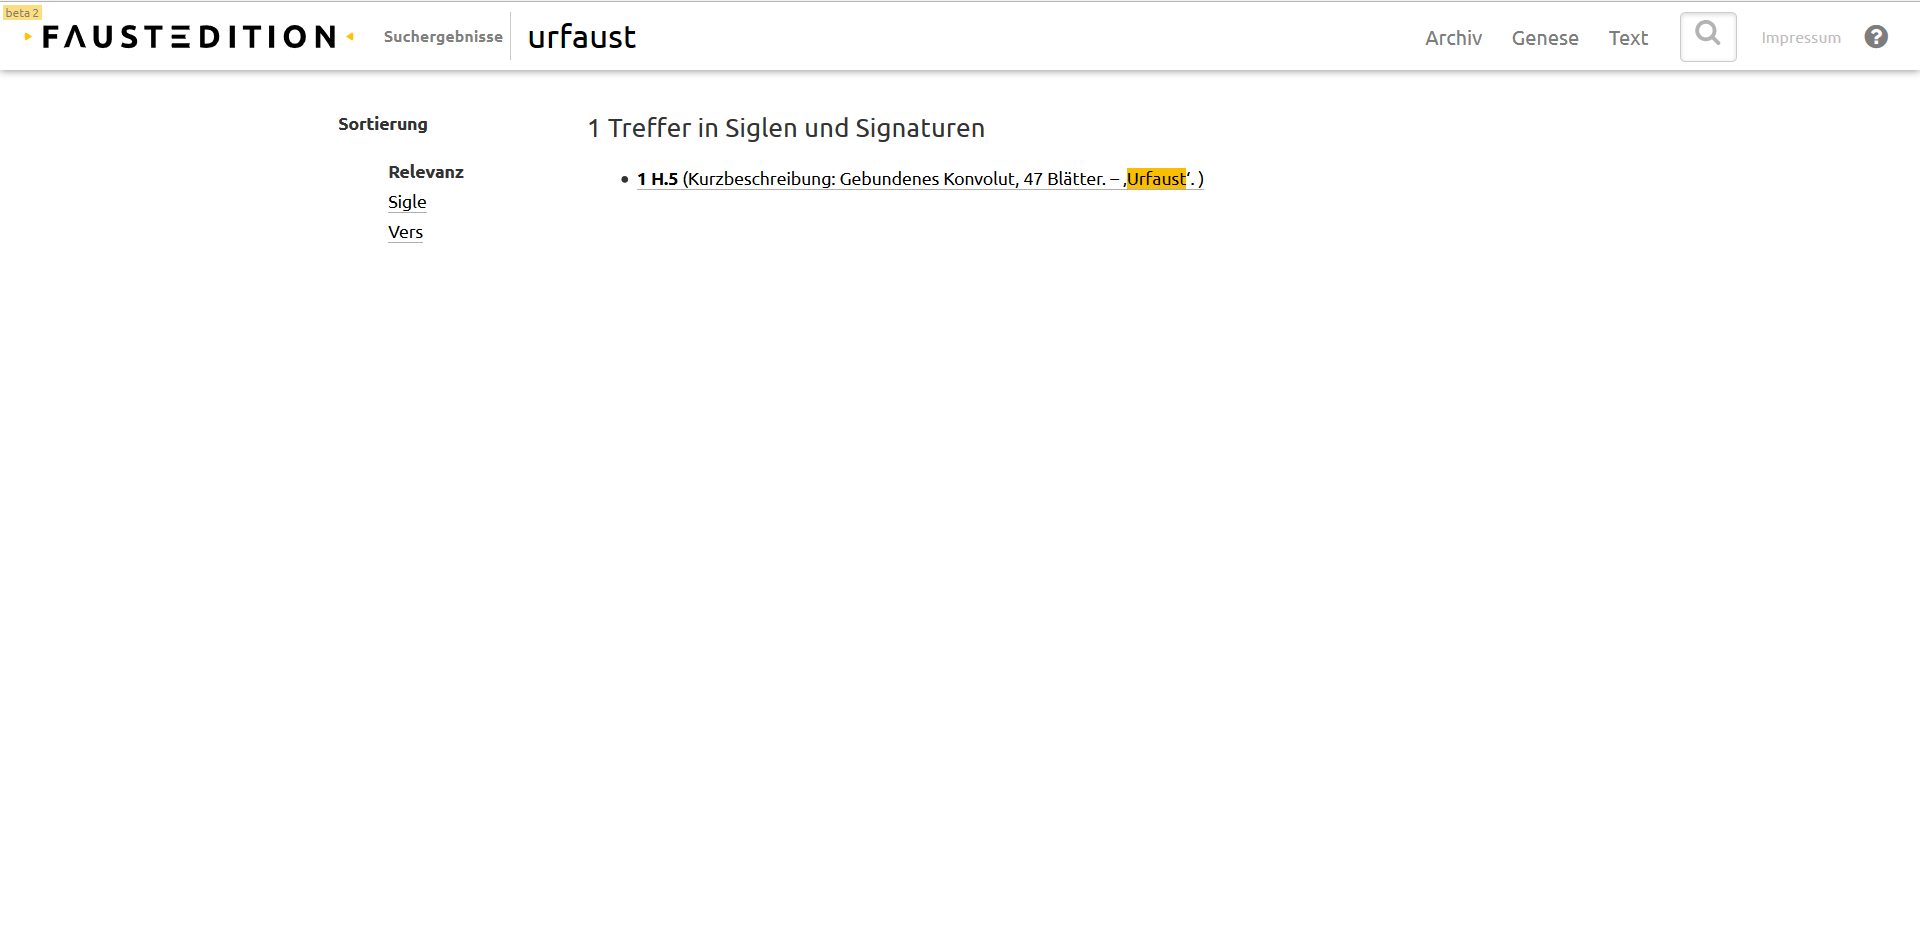 beta 2
FAUSTEDITION
Suchergebnisse
urfaust
Archiv
Genese
Text
Impressum
?
Sortierung
Relevanz
Sigle
Vers
1 Treffer in Siglen und Signaturen
• 1 H.5 (Kurzbeschreibung: Gebundenes Konvolut, 47 Blätter. – ‚Urfaust‘. )